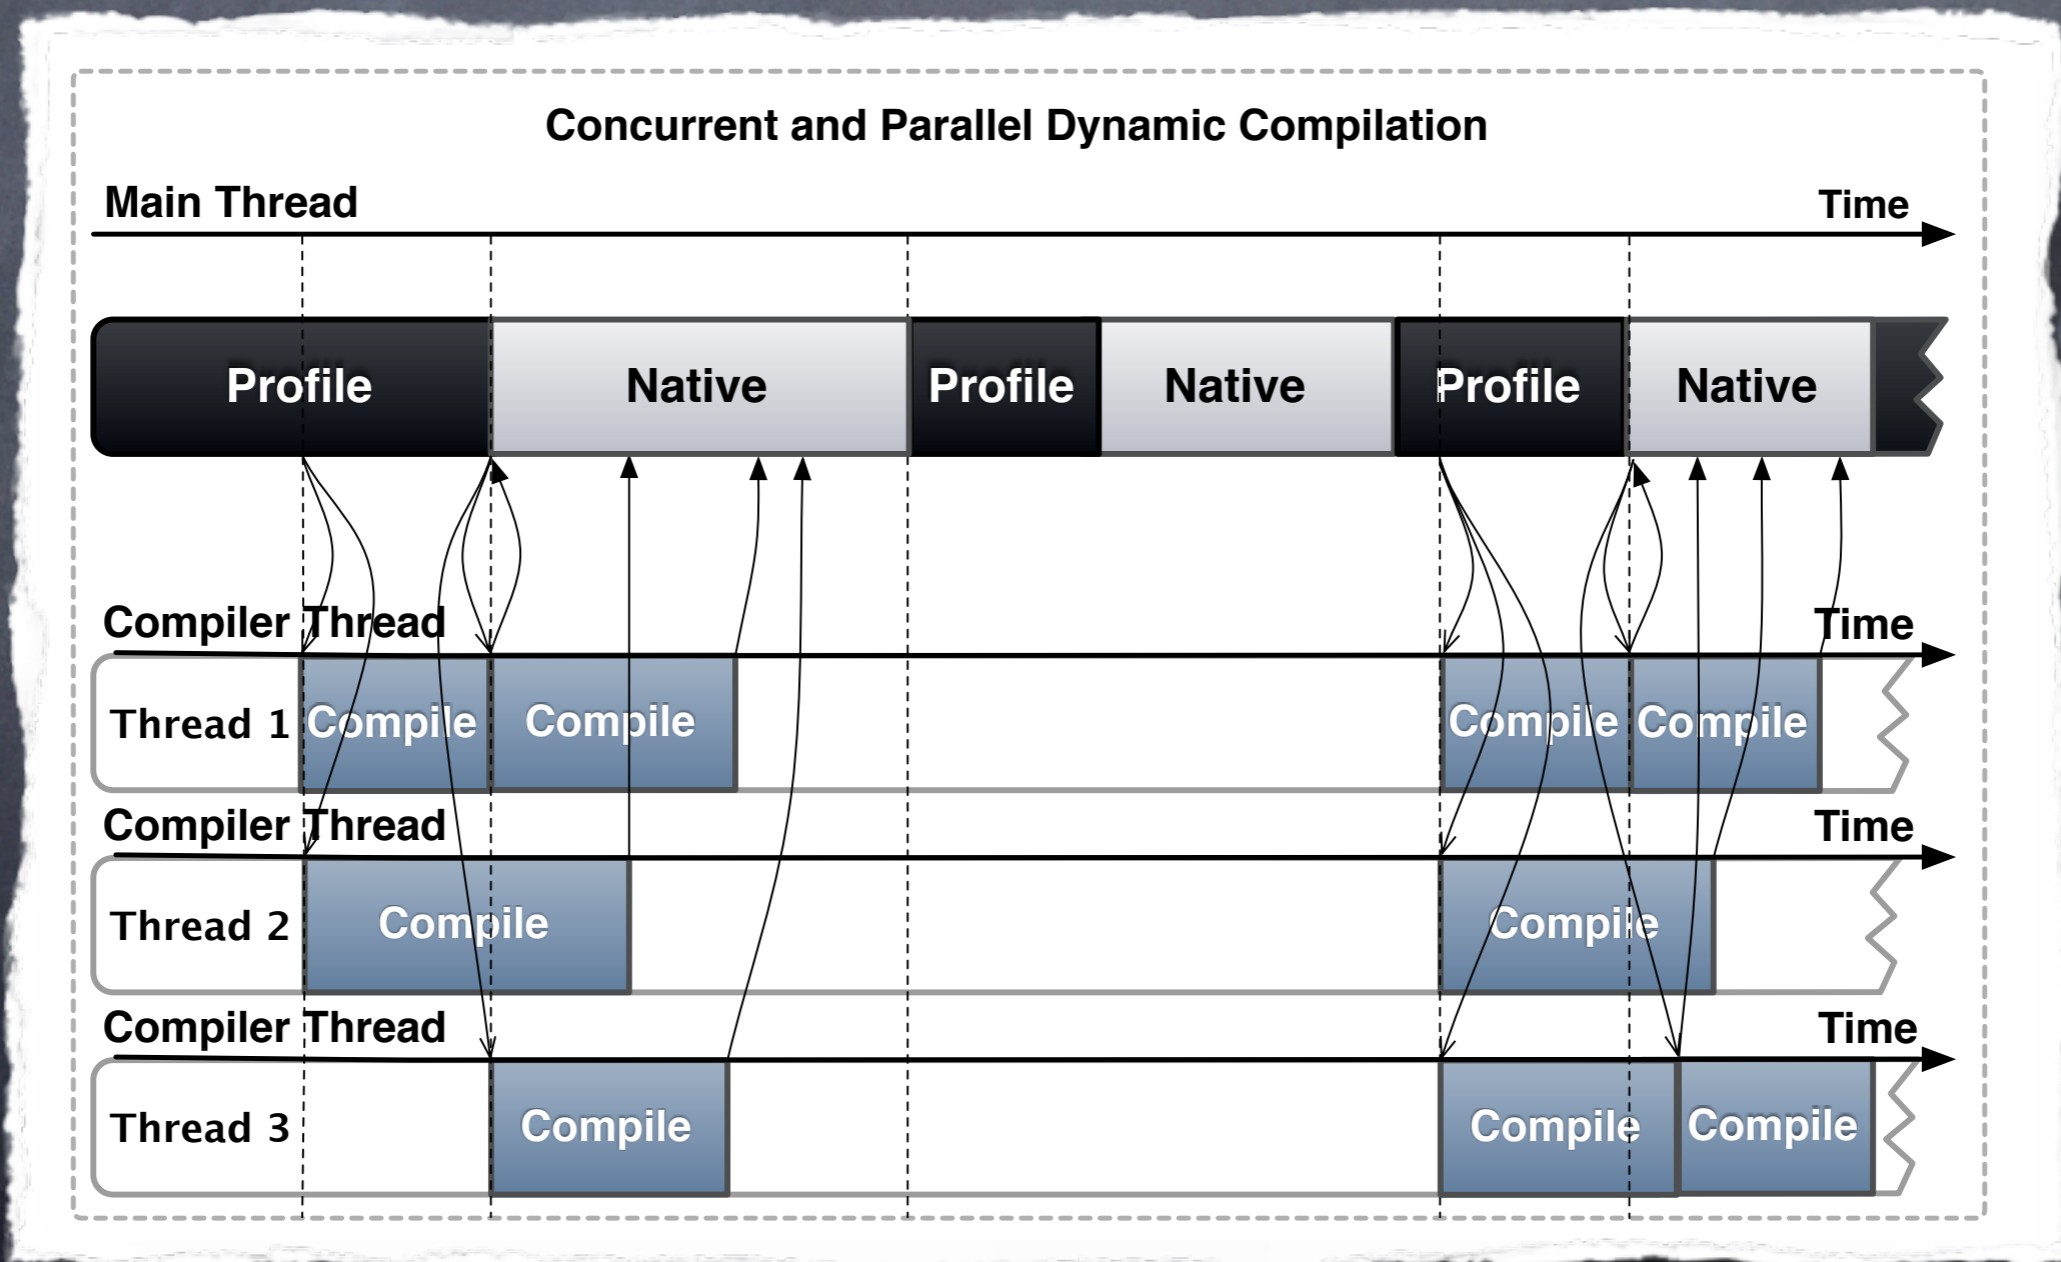 Concurrent and Parallel Dynamic Compilation
Main Thread
Time
Profile
Native
Profile
Native
Profile
Native
Compiler Thread
Time
Thread 1
Compile
Compile
Compile
Compile
Compiler Thread
Time
Thread 2
Compile
Compile
Compiler Thread
Time
Thread 3
Compile
Compile
Compile